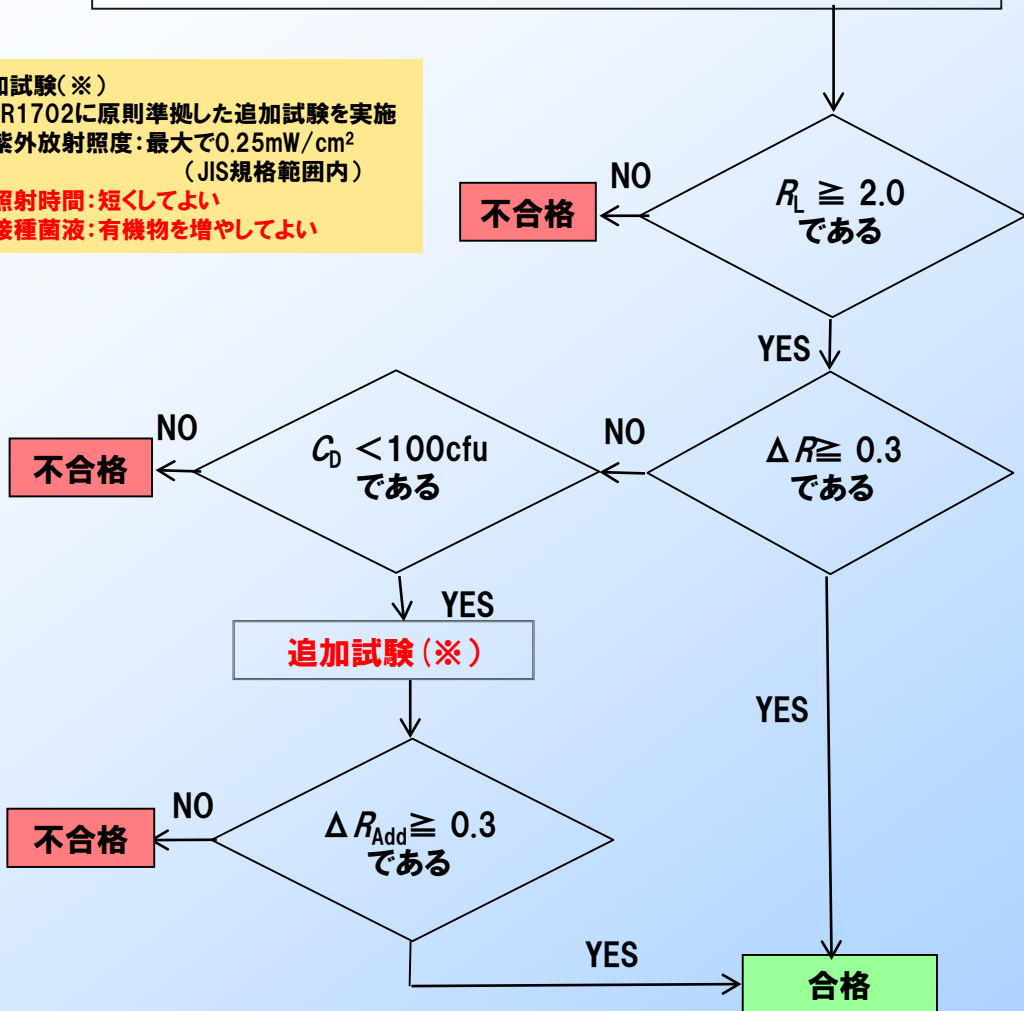 加試験(※)
R1702に原則準拠した追加試験を実施
紫外放射照度:最大で0.25mW/cm²
(JIS規格範囲内)
照射時間:短くしてよい
接種菌液:有機物を増やしてよい
NO
不合格
R_L ≧ 2.0
である
YES
NO
不合格
C_D <100cfu
である
NO
ΔR≧ 0.3
である
YES
追加試験(※)
YES
NO
不合格
ΔR_Add≧ 0.3
である
YES
合格